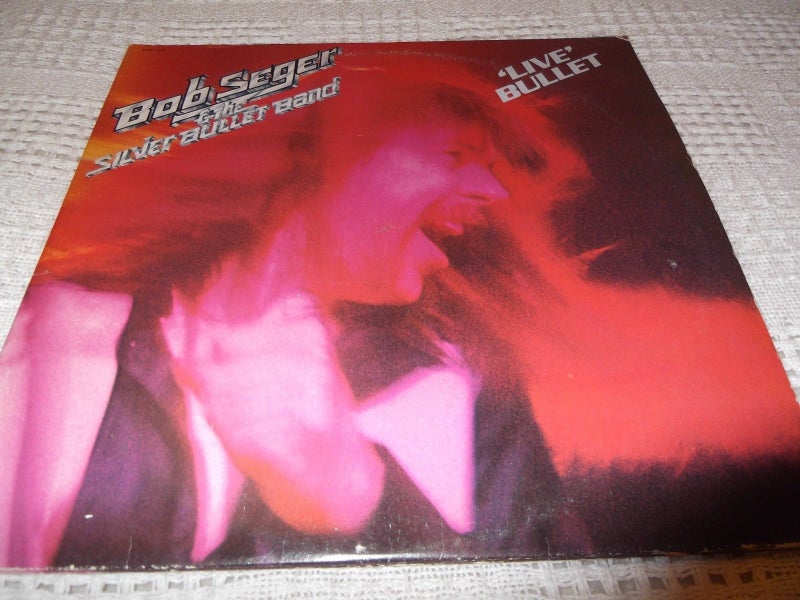 Bob Seger
& the
Silver Bullet Band
'LIVE'
BULLET